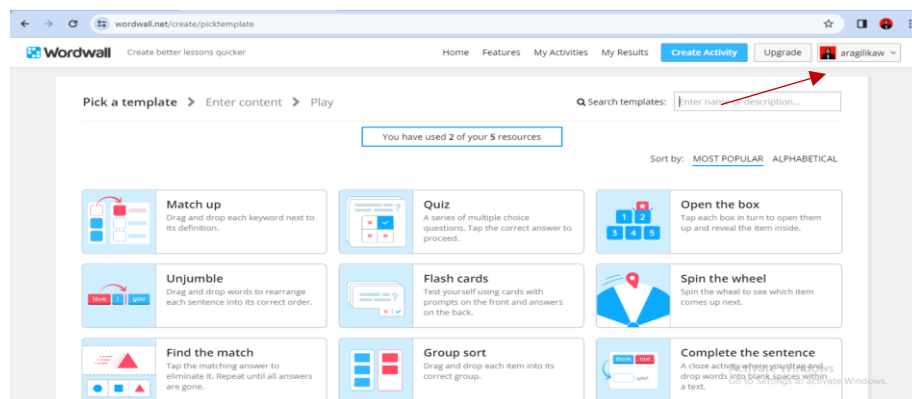 wordwall.net/create/picktemplate
Wordwall Create better lessons quicker Home Features My Activities My Results Create Activity Upgrade aragilikaw
Pick a template > Enter content > Play Search templates: Enter name or description...
You have used 2 of your 5 resources
Sort by: MOST POPULAR ALPHABETICAL
Match up
Drag and drop each keyword next to
its definition.
Quiz
A series of multiple choice
questions. Tap the correct answer to
proceed.
Open the box
Tap each box in turn to open them
up and reveal the item inside.
1 2
3 4 5
Unjumble
Drag and drop words to rearrange
each sentence into its correct order.
love i you
Flash cards
Test yourself using cards with
prompts on the front and answers
on the back.
Spin the wheel
Spin the wheel to see which item
comes up next.
Find the match
Tap the matching answer to
eliminate it. Repeat until all answers
are gone.
Group sort
Drag and drop each item into its
correct group.
Complete the sentence
A cloze activity where you drag and
drop words into blank spaces within
a text.
Activate Windows
Go to Settings to activate Windows.